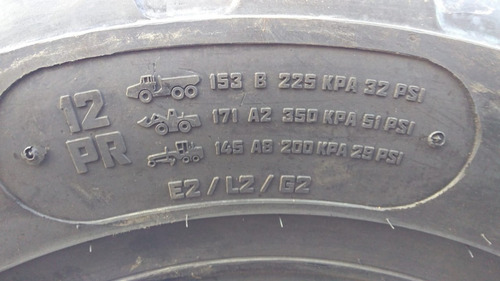 12 PR
153 B 225 KPA 32 PSI
171 A2 350 KPA 51 PSI
145 A8 200 KPA 29 PSI
E2/L2/G2